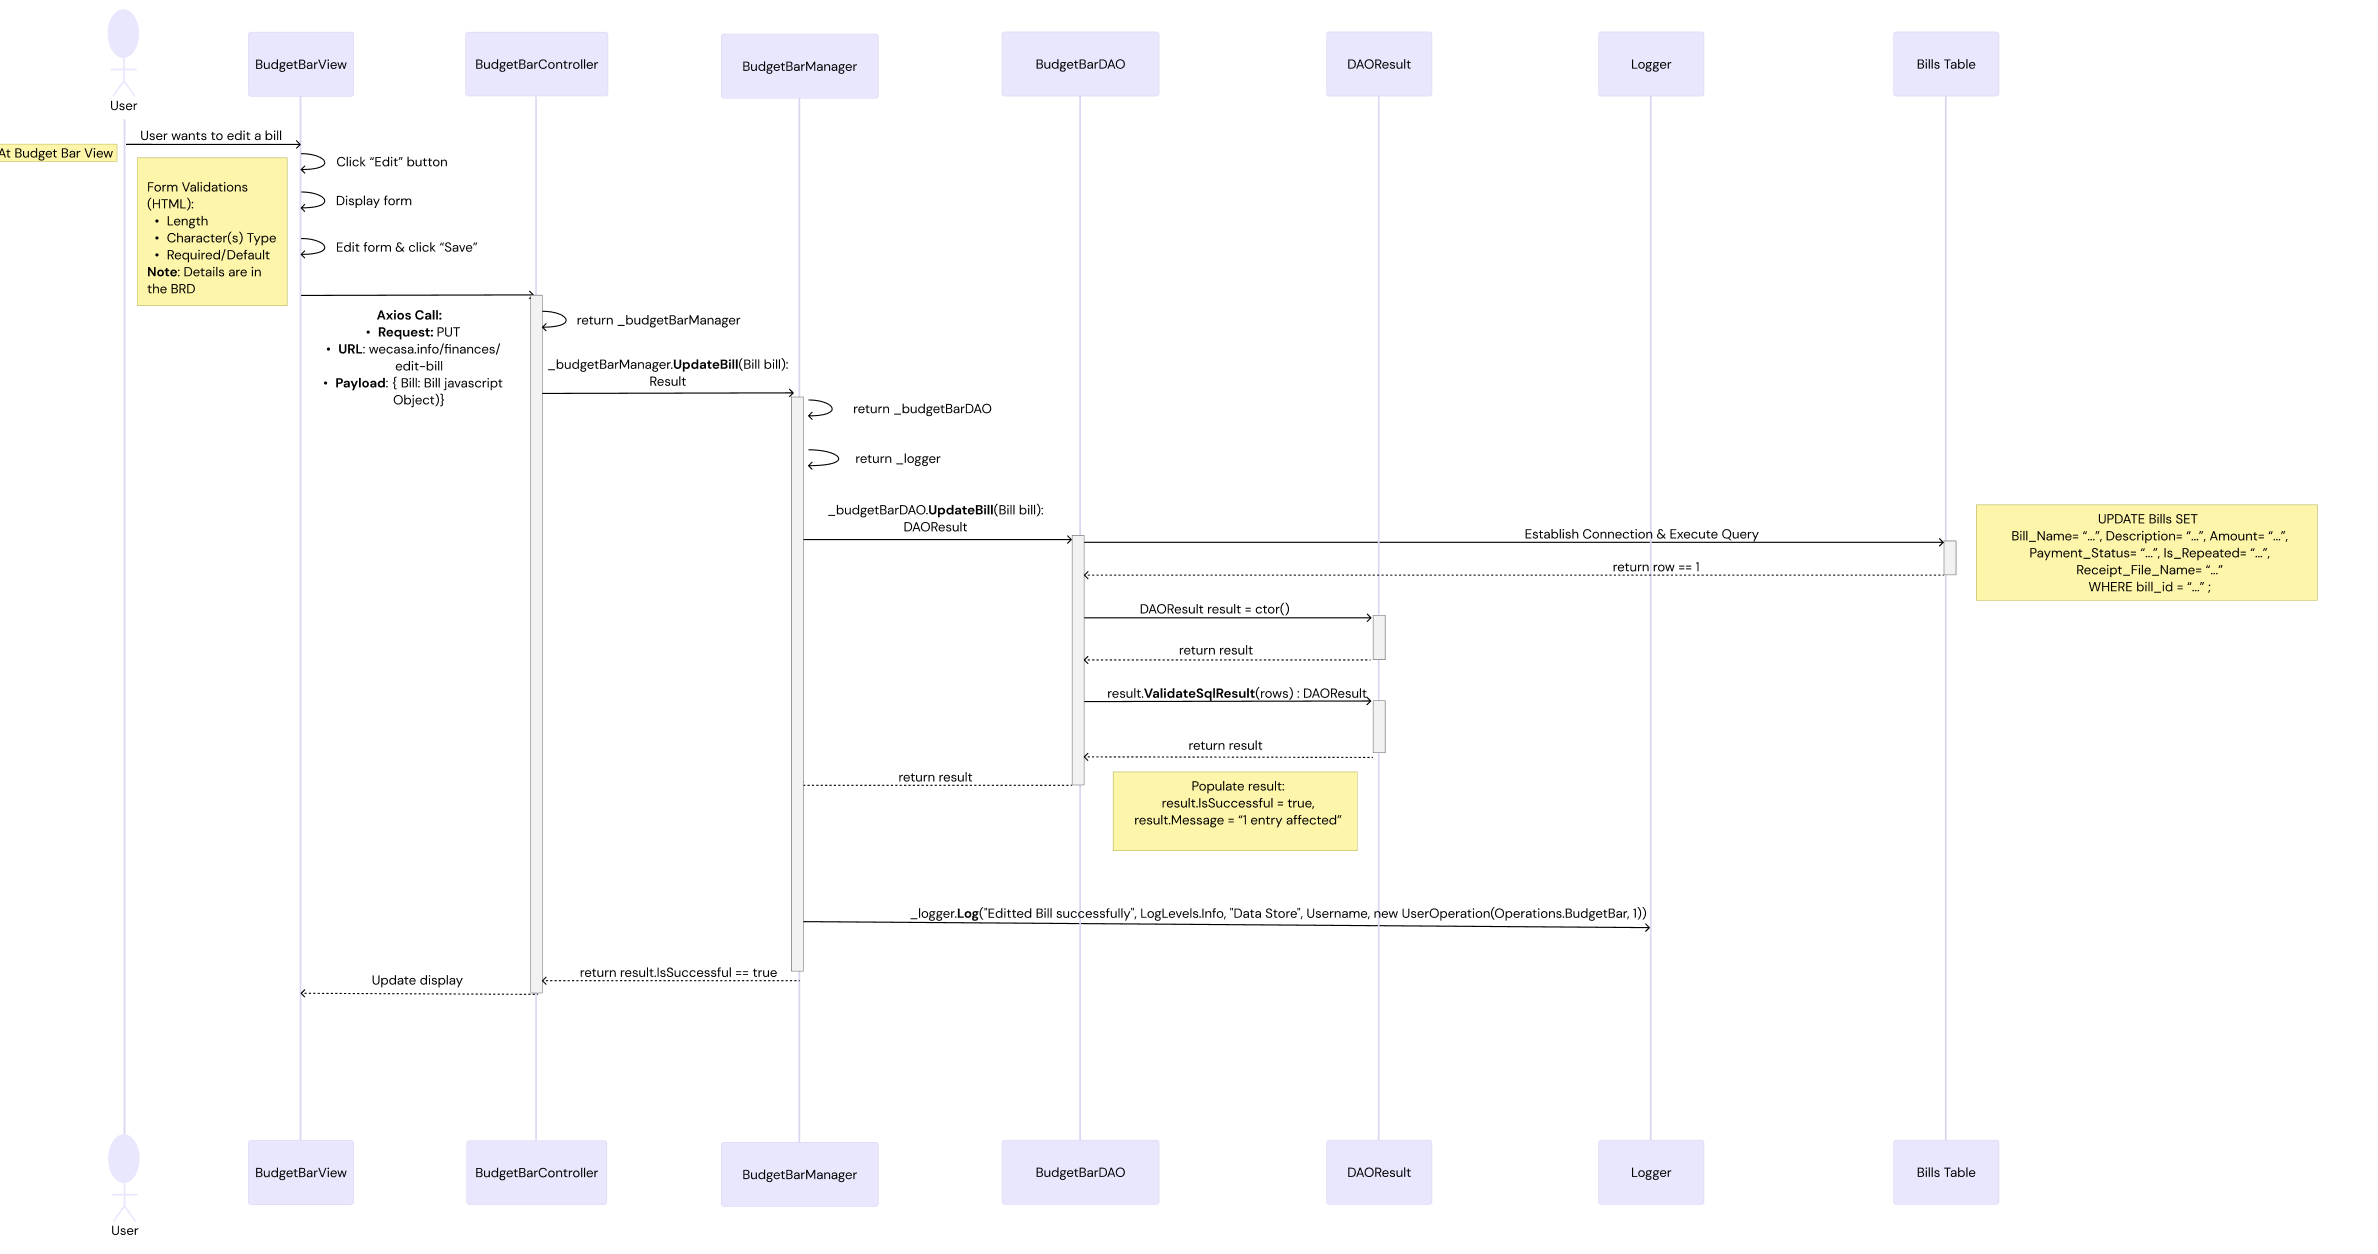 User
BudgetBarView
BudgetBarController
BudgetBarManager
BudgetBarDAO
DAOResult
Logger
Bills Table
User wants to edit a bill
At Budget Bar View
Click “Edit” button
Form Validations
(HTML):
• Length
• Character(s) Type
• Required/Default
Note: Details are in
the BRD
Display form
Edit form & click “Save”
Axios Call:
• Request: PUT
• URL: wecasa.info/finances/
edit-bill
• Payload: { Bill: Bill javascript
Object)}
return _budgetBarManager
_budgetBarManager.UpdateBill(Bill bill):
Result
return _budgetBarDAO
return _logger
_budgetBarDAO.UpdateBill(Bill bill):
DAOResult
Establish Connection & Execute Query
UPDATE Bills SET
Bill_Name= “...”, Description= “...”, Amount= “...”,
Payment_Status= “...”, Is_Repeated= “...”,
Receipt_File_Name= “...”
WHERE bill_id = “...” ;
return row == 1
DAOResult result = ctor()
return result
result.ValidateSqlResult(rows) : DAOResult
return result
return result
Populate result:
result.IsSuccessful = true,
result.Message = “1 entry affected”
_logger.Log("Editted Bill successfully", LogLevels.Info, "Data Store", Username, new UserOperation(Operations.BudgetBar, 1))
return result.IsSuccessful == true
Update display
BudgetBarView
BudgetBarController
BudgetBarManager
BudgetBarDAO
DAOResult
Logger
Bills Table
User